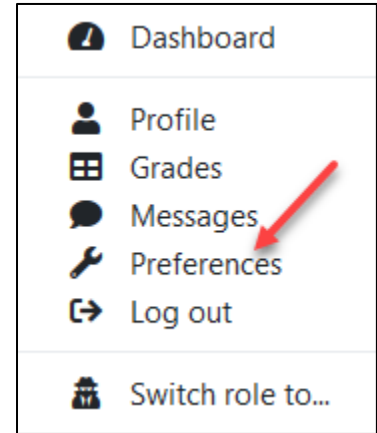 Dashboard
Profile
Grades
Messages
Preferences
Log out
Switch role to...